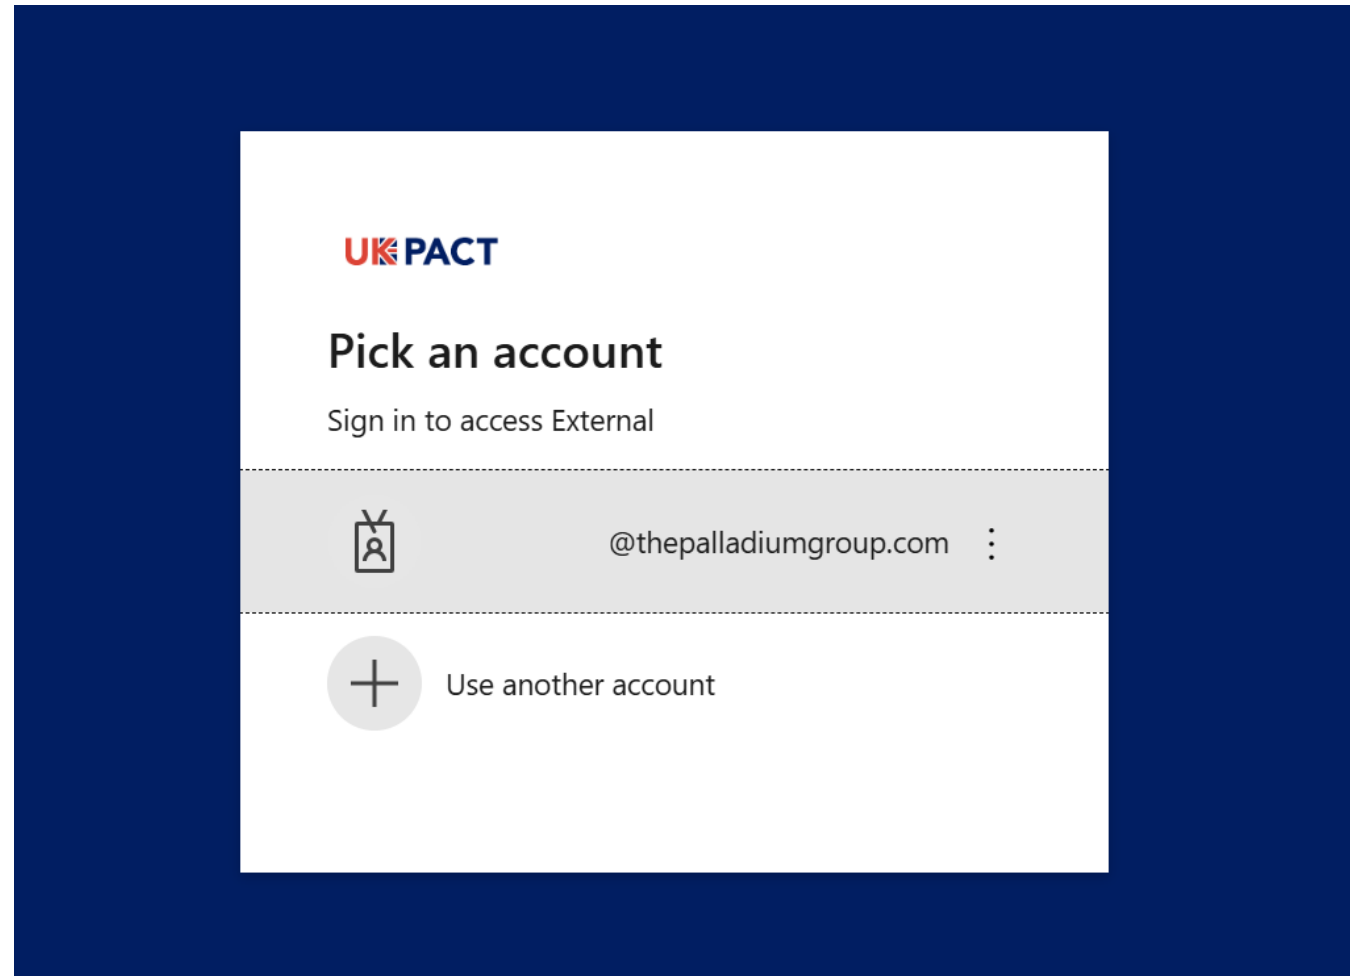 UK PACT
Pick an account
Sign in to access External
@thepalladiumgroup.com
Use another account